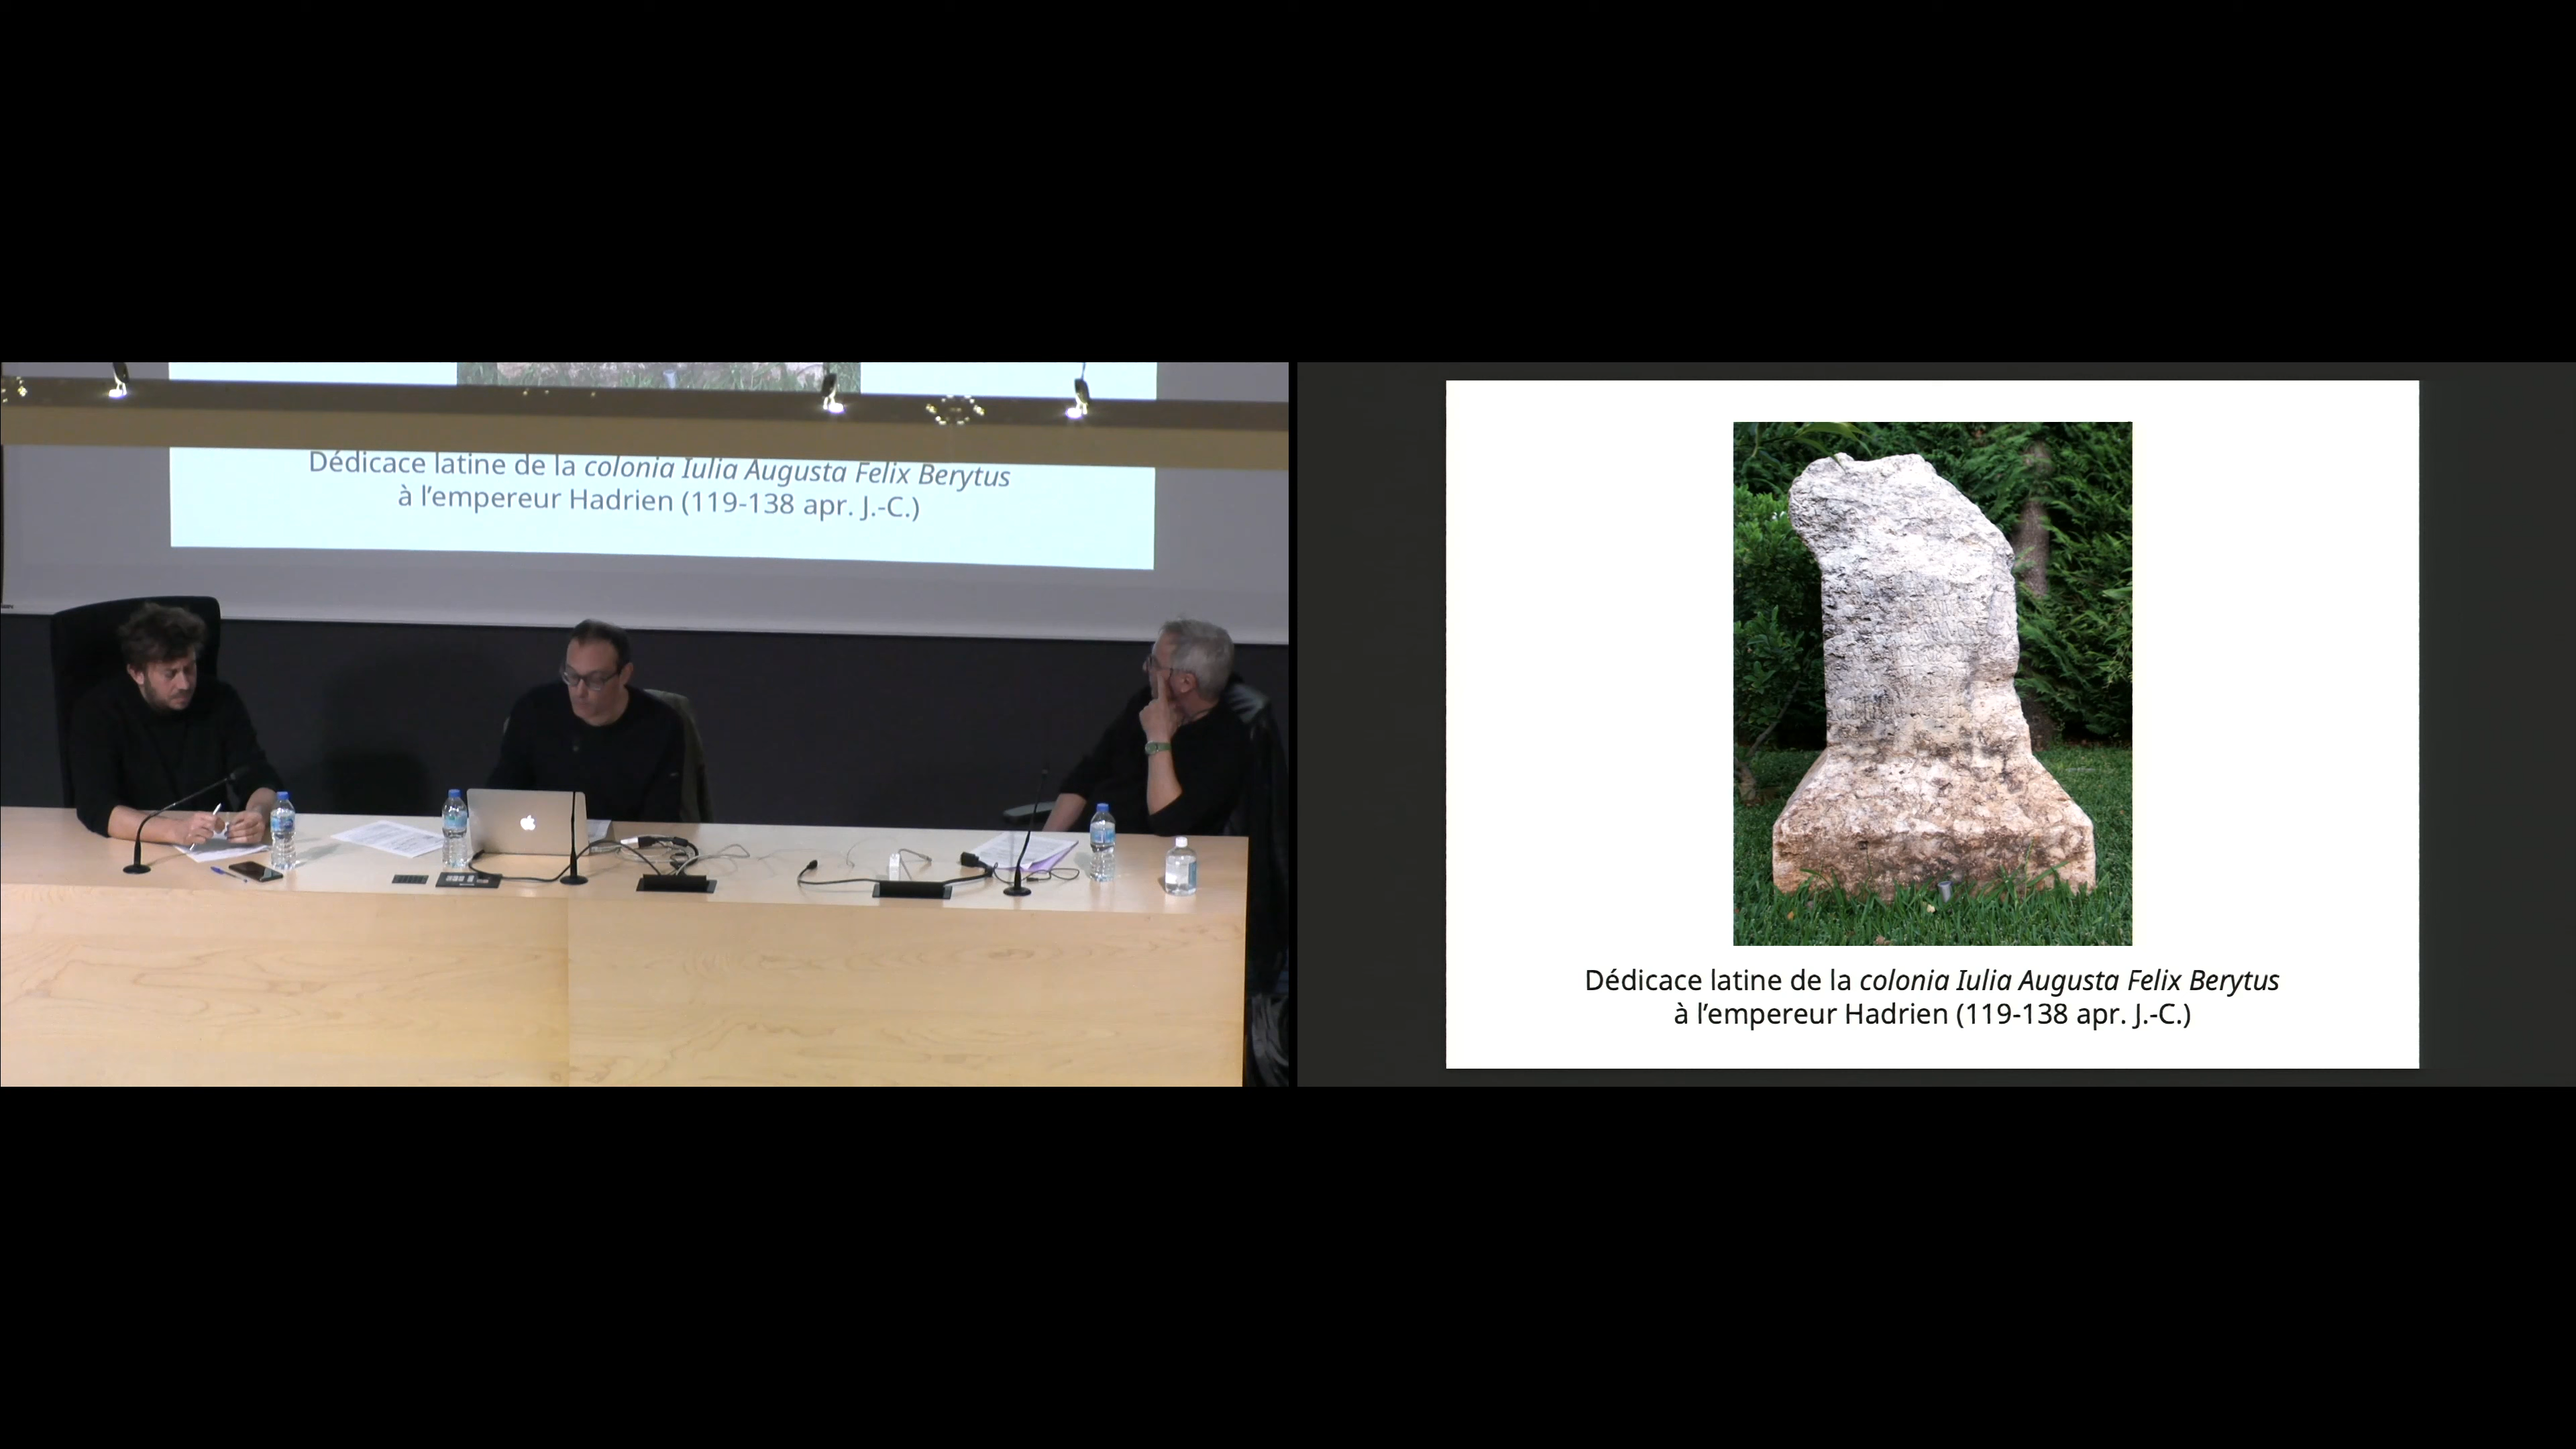 Dédicace latine de la colonia Iulia Augusta Felix Berytus
à l'empereur Hadrien (119-138 apr. J.-C.)
Dédicace latine de la colonia Iulia Augusta Felix Berytus
à l'empereur Hadrien (119-138 apr. J.-C.)